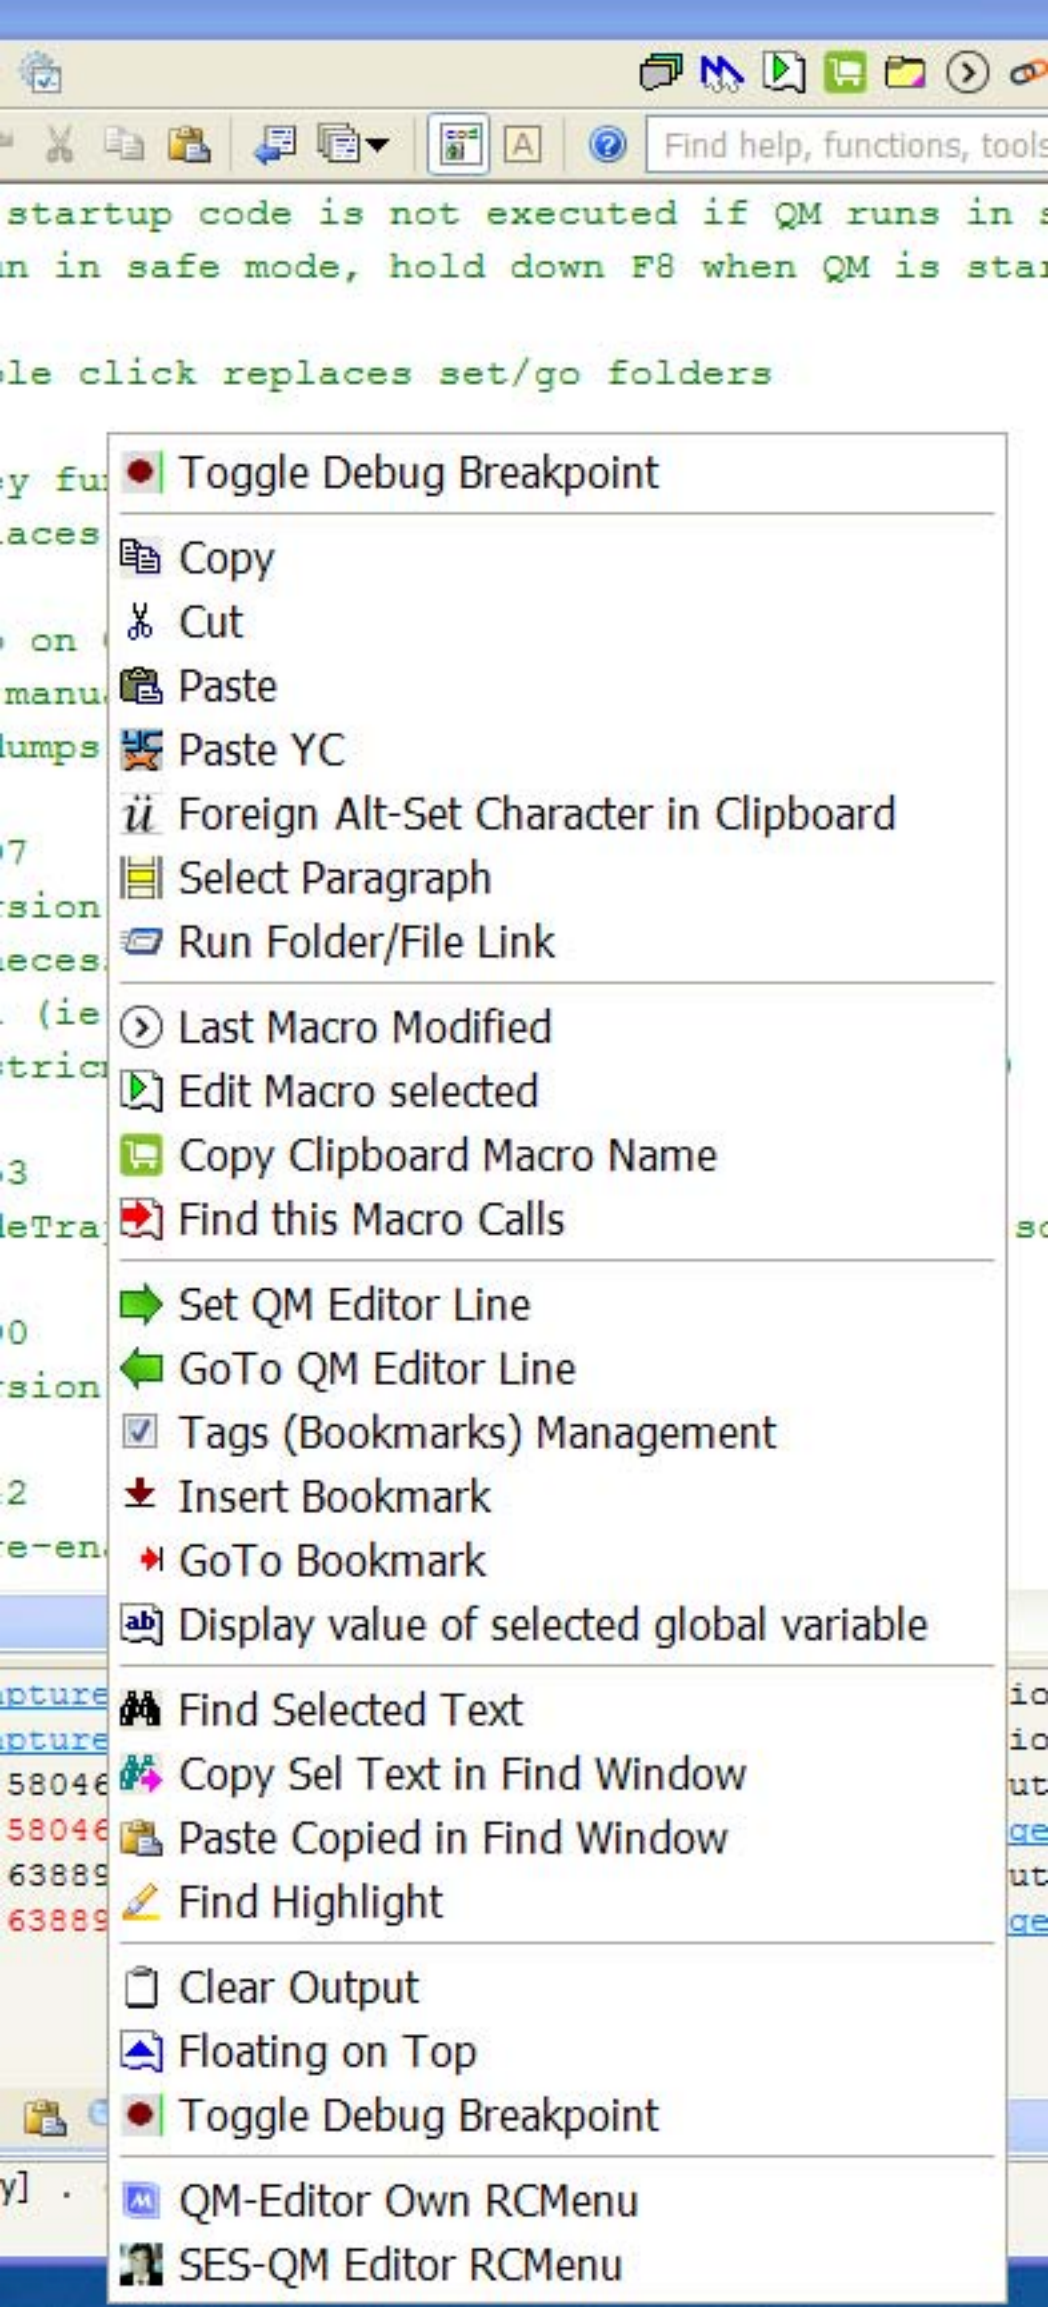 Find help, functions, tools
startup code is not executed if QM runs in s
in safe mode, hold down F8 when QM is star
click replaces set/go folders
Toggle Debug Breakpoint
Copy
Cut
on
Paste
Paste YC
Foreign Alt-Set Character in Clipboard
Select Paragraph
Run Folder/File Link
(ie
Last Macro Modified
Edit Macro selected
Copy Clipboard Macro Name
Find this Macro Calls
Set QM Editor Line
GoTo QM Editor Line
Tags (Bookmarks) Management
Insert Bookmark
GoTo Bookmark
Display value of selected global variable
Find Selected Text
58046 Copy Sel Text in Find Window
58046 Paste Copied in Find Window
63889
63889 Find Highlight
Clear Output
Floating on Top
Toggle Debug Breakpoint
y] .
QM-Editor Own RCMenu
SES-QM Editor RCMenu